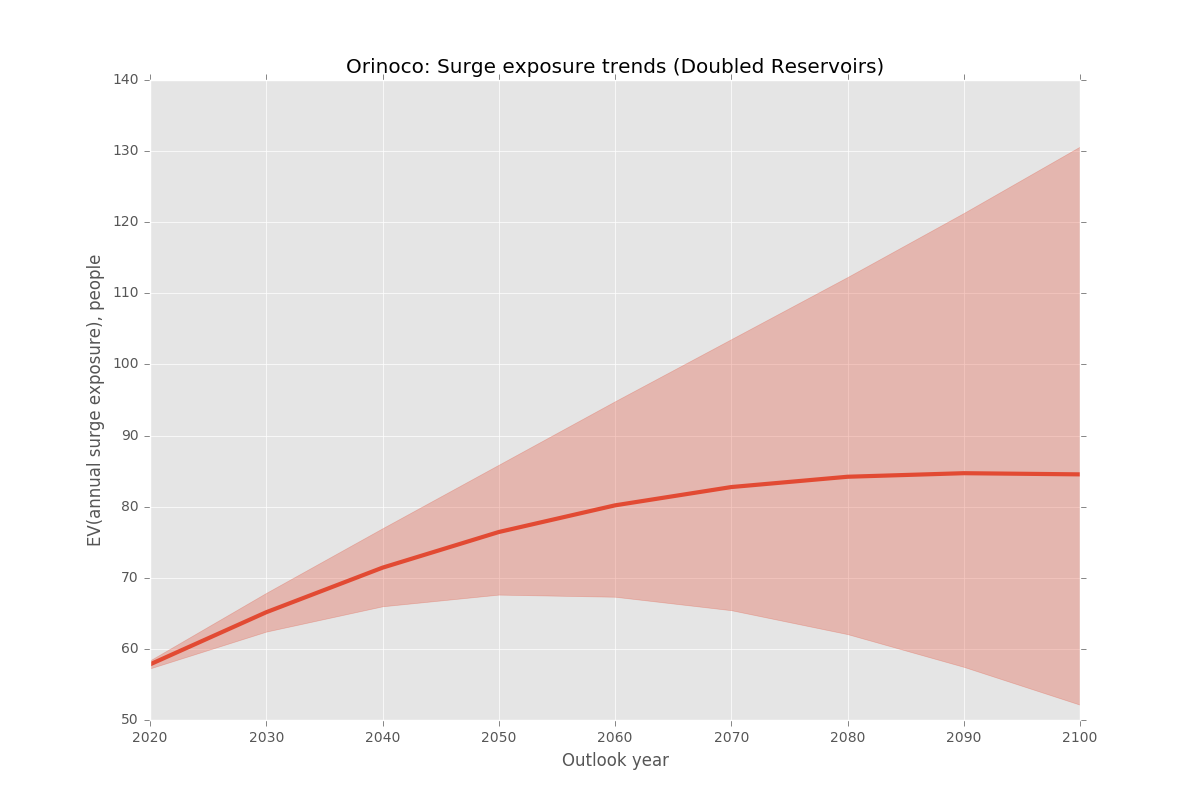 Orinoco: Surge exposure trends (Doubled Reservoirs)
EV(annual surge exposure), people
140
130
120
110
100
90
80
70
60
50
2020 2030 2040 2050 2060 2070 2080 2090 2100
Outlook year